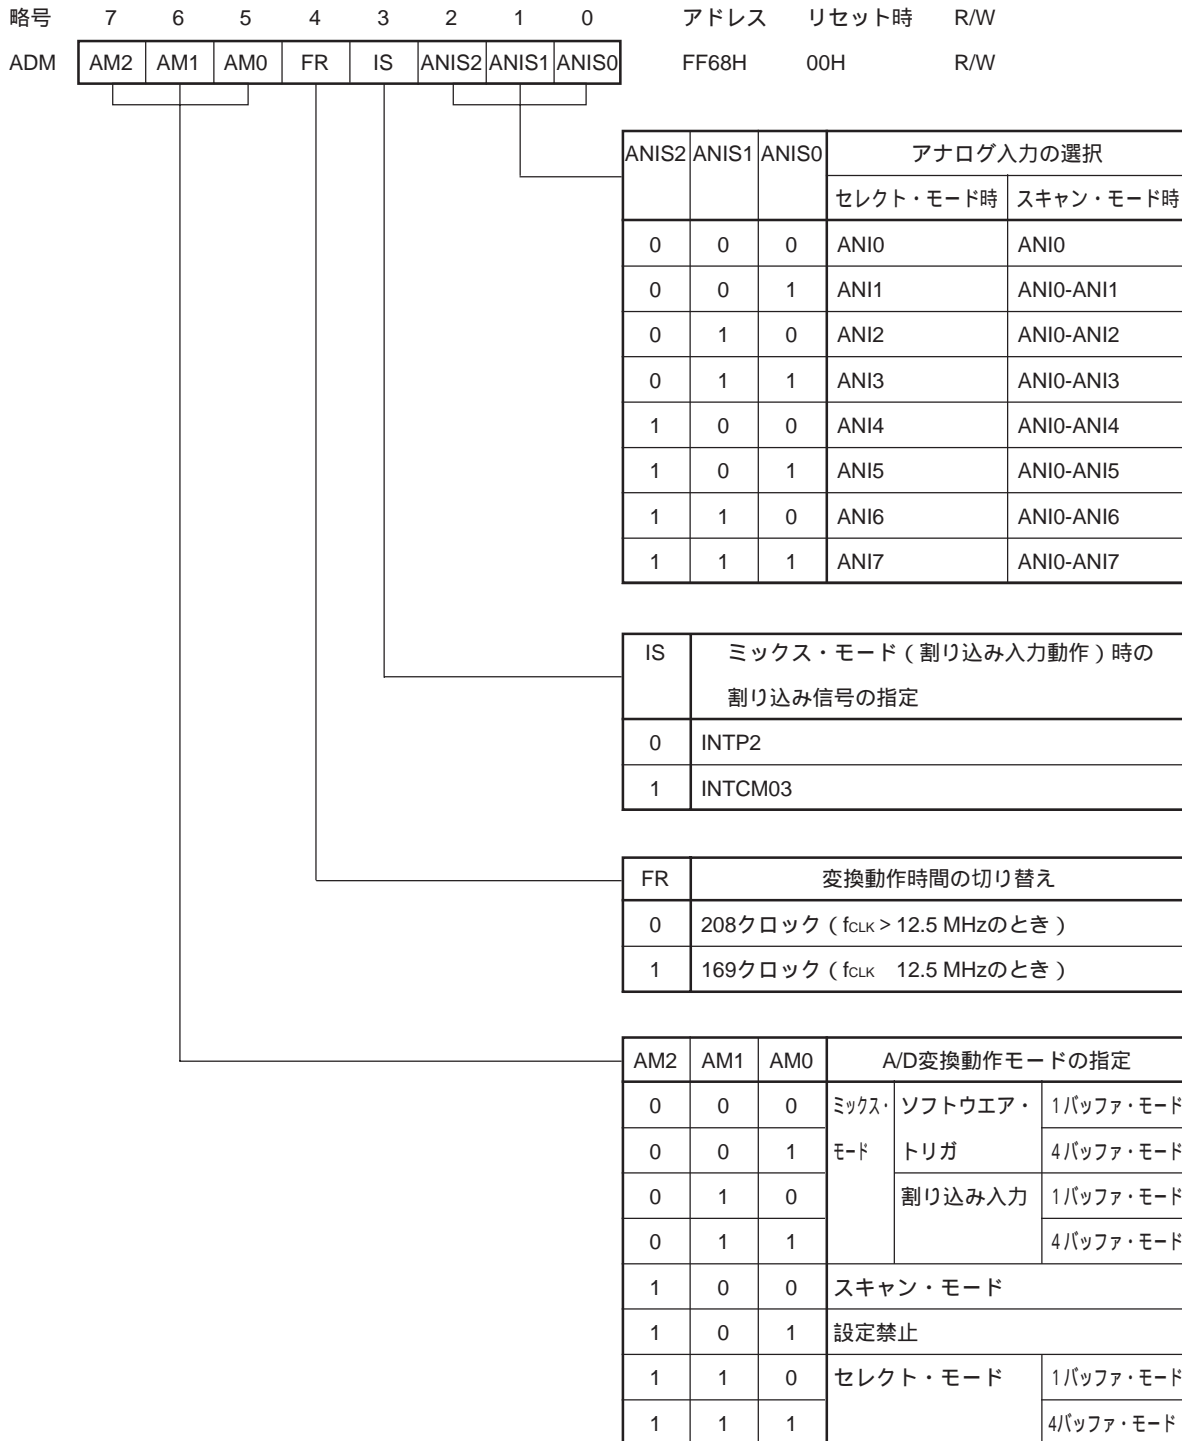 略号 7 6 5 4 3 2 1 0 アドレス リセット時 R/W
ADM AM2 AM1 AM0 FR IS ANIS2 ANIS1 ANIS0 FF68H 00H R/W
ANIS2 ANIS1 ANIS0 アナログ入力の選択
セレクト・モード時 スキャン・モード時
0 0 0 ANI0 ANI0
0 0 1 ANI1 ANI0-ANI1
0 1 0 ANI2 ANI0-ANI2
0 1 1 ANI3 ANI0-ANI3
1 0 0 ANI4 ANI0-ANI4
1 0 1 ANI5 ANI0-ANI5
1 1 0 ANI6 ANI0-ANI6
1 1 1 ANI7 ANI0-ANI7
IS ミックス・モード（割り込み入力動作）時の
割り込み信号の指定
0 INTP2
1 INTCM03
FR 変換動作時間の切り替え
0 208クロック（fCLK > 12.5 MHzのとき）
1 169クロック（fCLK 12.5 MHzのとき）
AM2 AM1 AM0 A/D変換動作モードの指定
0 0 0 ミックス・ ソフトウエア・ 1バッファ・モード
0 0 1 モード トリガ 4バッファ・モード
0 1 0 割り込み入力 1バッファ・モード
0 1 1 4バッファ・モード
1 0 0 スキャン・モード
1 0 1 設定禁止
1 1 0 セレクト・モード 1バッファ・モード
1 1 1 4バッファ・モード